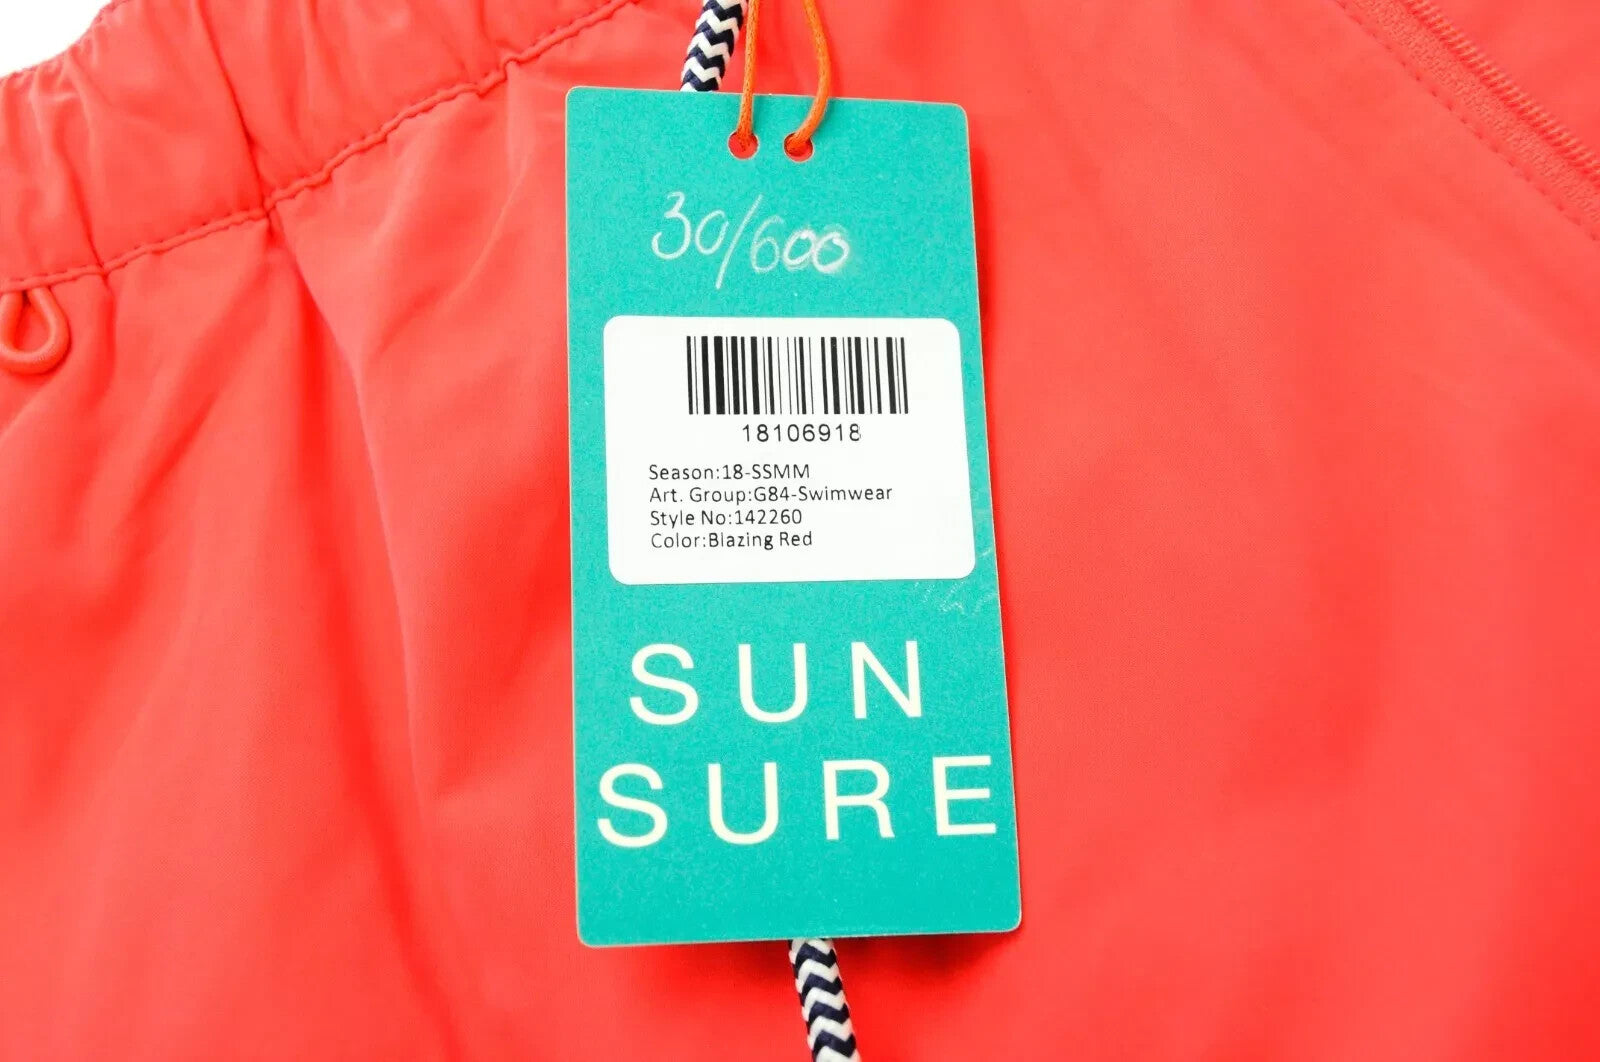 30/600
18106918
Season:18-SSMM
Art. Group:G84-Swimwear
Style No:142260
Color:Blazing Red
SUN
SURE